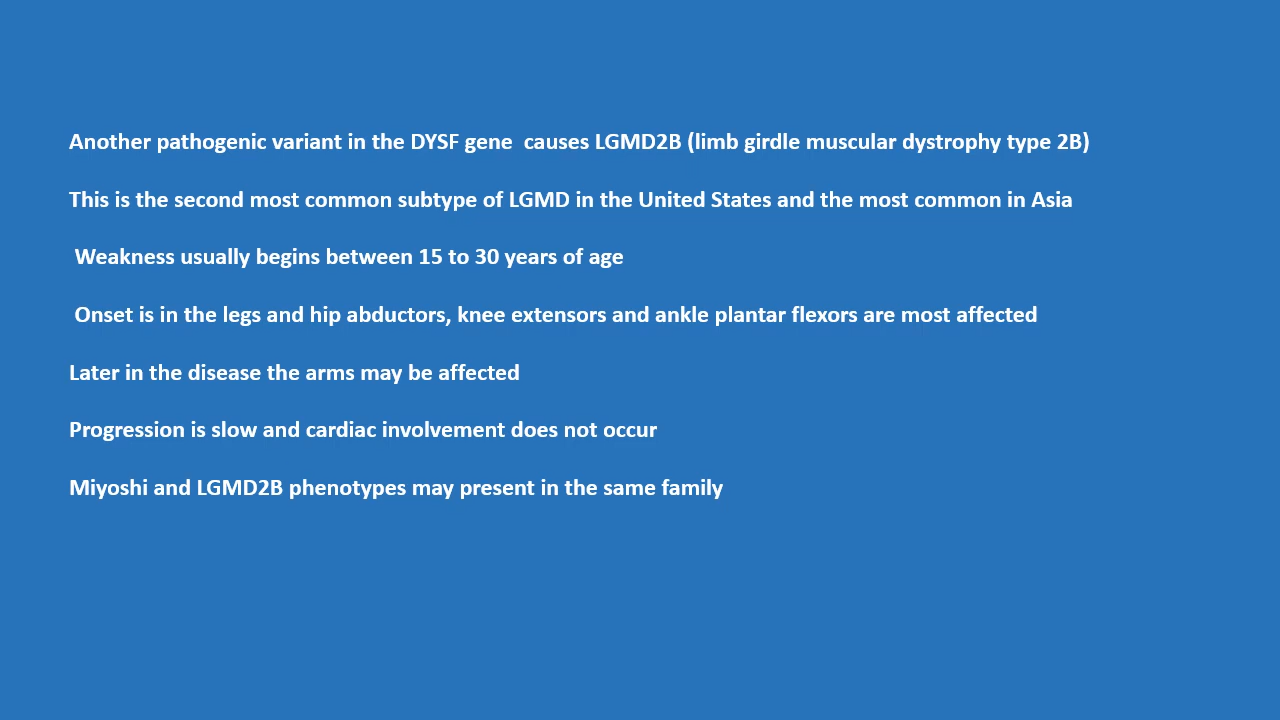 Another pathogenic variant in the DYSF gene  causes LGMD2B (limb girdle muscular dystrophy type 2B)
This is the second most common subtype of LGMD in the United States and the most common in Asia
Weakness usually begins between 15 to 30 years of age
Onset is in the legs and hip abductors, knee extensors and ankle plantar flexors are most affected
Later in the disease the arms may be affected
Progression is slow and cardiac involvement does not occur
Miyoshi and LGMD2B phenotypes may present in the same family